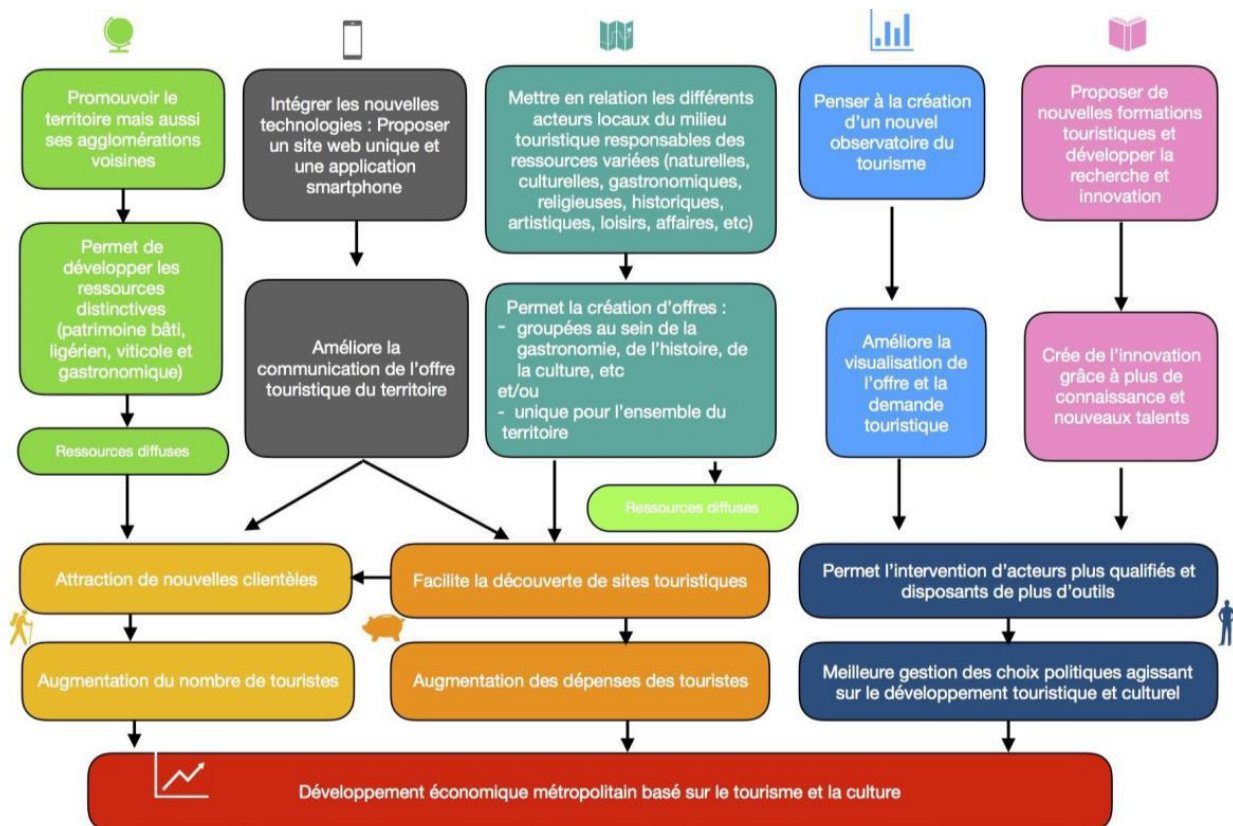 Promouvoir le
territoire mais aussi
ses agglomérations
voisines
Intégrer les nouvelles
technologies : Proposer
un site web unique et
une application
smartphone
Mettre en relation les différents
acteurs locaux du milieu
touristique responsables des
ressources variées (naturelles,
culturelles, gastronomiques,
religieuses, historiques,
artistiques, loisirs, affaires, etc)
Penser à la création
d'un nouvel
observatoire du
tourisme
Proposer de
nouvelles formations
touristiques et
développer la
recherche et
innovation
Permet de
développer les
ressources
distinctives
(patrimoine bâti,
ligérien, viticole et
gastronomique)
Améliore la
communication de l'offre
touristique du territoire
Permet la création d'offres :
- groupées au sein de la
gastronomie, de l'histoire, de
la culture, etc
et/ou
- unique pour l'ensemble du
territoire
Améliore la
visualisation de
l'offre et la
demande
touristique
Crée de l'innovation
grâce à plus de
connaissance et
nouveaux talents
Ressources diffuses
Ressources diffuses
Attraction de nouvelles clientèles
Facilite la découverte de sites touristiques
Permet l'intervention d'acteurs plus qualifiés et
disposants de plus d'outils
Augmentation du nombre de touristes
Augmentation des dépenses des touristes
Meilleure gestion des choix politiques agissant
sur le développement touristique et culturel
Développement économique métropolitain basé sur le tourisme et la culture